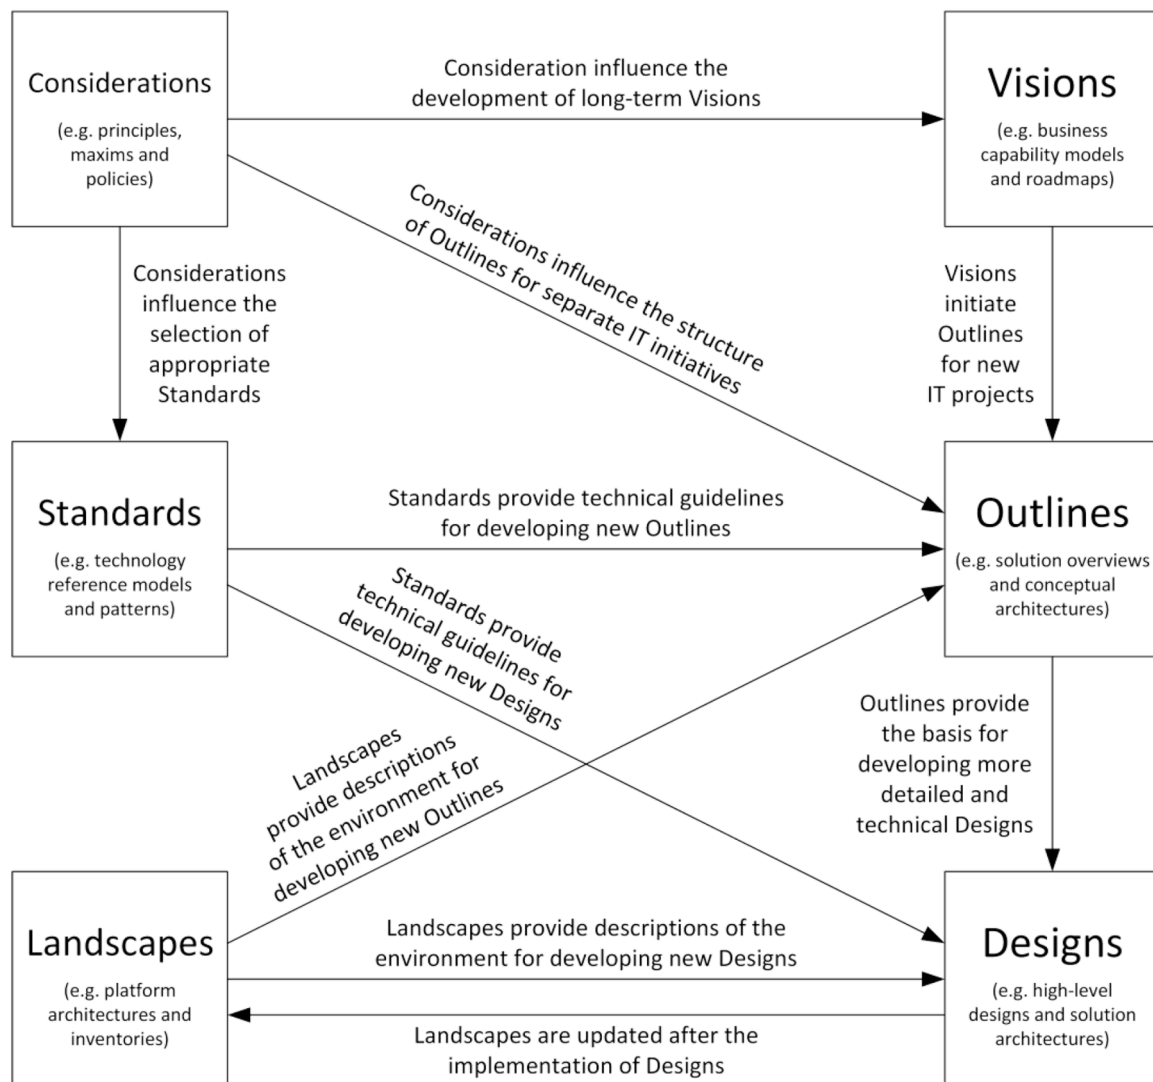 Considerations
(e.g. principles,
maxims and
policies)
Consideration influence the
development of long-term Visions
Visions
(e.g. business
capability models
and roadmaps)
Considerations
influence the
selection of
appropriate
Standards
Considerations influence the structure
of Outlines for separate IT initiatives
Visions
initiate
Outlines
for new
IT projects
Standards
(e.g. technology
reference models
and patterns)
Standards provide technical guidelines
for developing new Outlines
Outlines
(e.g. solution overviews
and conceptual
architectures)
Standards provide
technical guidelines for
developing new Designs
Landscapes
provide descriptions
of the environment for
developing new Outlines
Outlines provide
the basis for
developing more
detailed and
technical Designs
Landscapes
(e.g. platform
architectures and
inventories)
Landscapes provide descriptions of the
environment for developing new Designs
Landscapes are updated after the
implementation of Designs
Designs
(e.g. high-level
designs and solution
architectures)